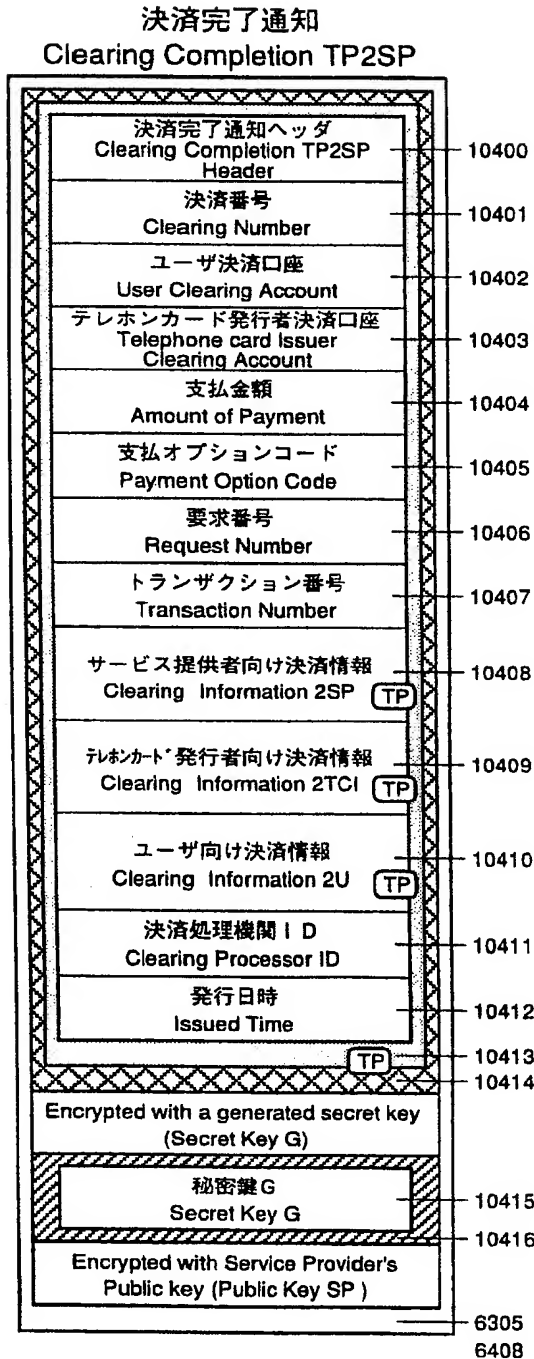 決済完了通知
Clearing Completion TP2SP
決済完了通知ヘッダ
Clearing Completion TP2SP
Header
10400
決済番号
Clearing Number
10401
ユーザ決済口座
User Clearing Account
10402
テレホンカード発行者決済口座
Telephone card Issuer
Clearing Account
10403
支払金額
Amount of Payment
10404
支払オプションコード
Payment Option Code
10405
要求番号
Request Number
10406
トランザクション番号
Transaction Number
10407
サービス提供者向け決済情報
Clearing Information 2SP
TP
10408
テレホンカード発行者向け決済情報
Clearing Information 2TCI
TP
10409
ユーザ向け決済情報
Clearing Information 2U
TP
10410
決済処理機関ID
Clearing Processor ID
10411
発行日時
Issued Time
10412
TP
10413
10414
Encrypted with a generated secret key
(Secret Key G)
秘密鍵G
Secret Key G
10415
10416
Encrypted with Service Provider's
Public key (Public Key SP )
6305
6408